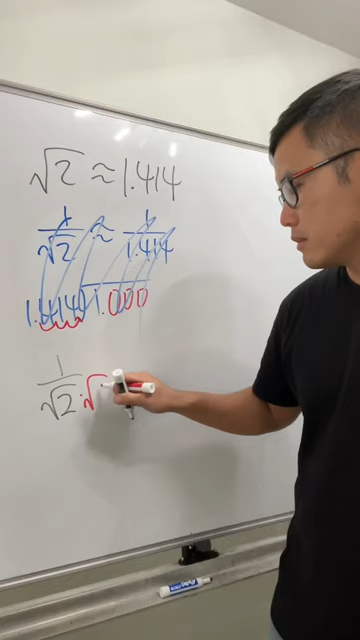 √2 ≈ 1.414
1/√2 ≈ 1/1.414
1.414 1.000
1/√2 · √
EXPO